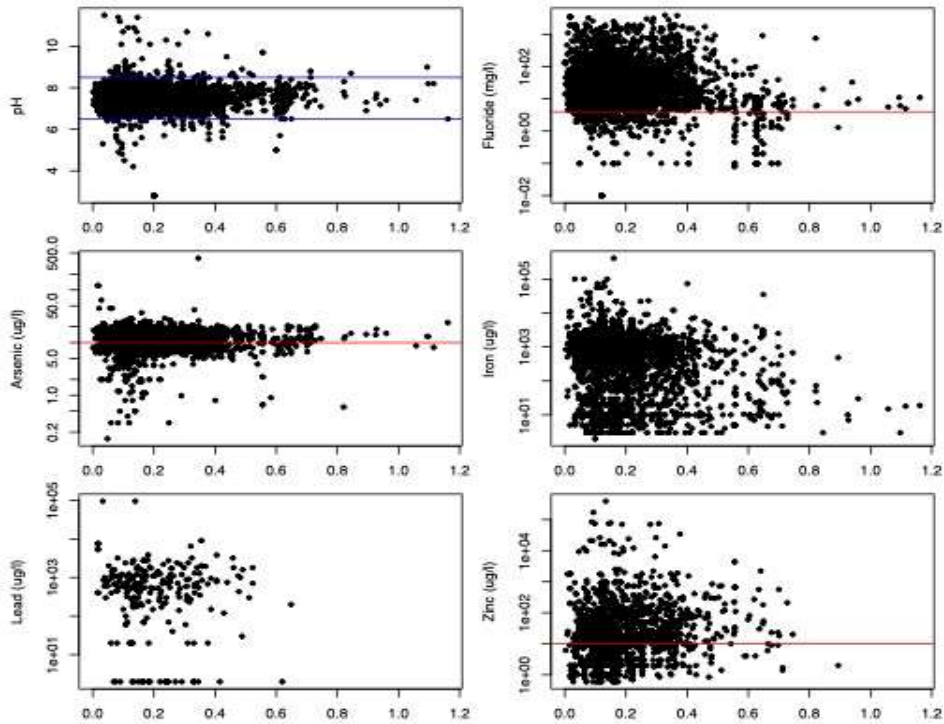 pH
10
8
6
4
0.0 0.2 0.4 0.6 0.8 1.0 1.2
Fluoride (mg/l)
1e+02
1e+00
1e-02
0.0 0.2 0.4 0.6 0.8 1.0 1.2
Arsenic (ug/l)
500.0
50.0
5.0
1.0
0.2
0.0 0.2 0.4 0.6 0.8 1.0 1.2
Iron (ug/l)
1e+05
1e+03
1e+01
0.0 0.2 0.4 0.6 0.8 1.0 1.2
Lead (ug/l)
1e+05
1e+03
1e+01
0.0 0.2 0.4 0.6 0.8 1.0 1.2
Zinc (ug/l)
1e+04
1e+02
1e+00
0.0 0.2 0.4 0.6 0.8 1.0 1.2